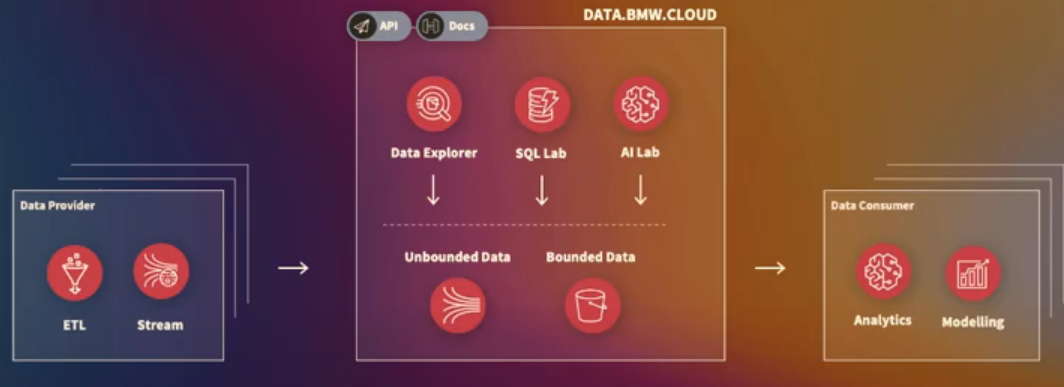 DATA.BMW.CLOUD
API
Docs
Data Explorer
SQL Lab
AI Lab
Data Provider
ETL
Stream
Unbounded Data
Bounded Data
Data Consumer
Analytics
Modelling